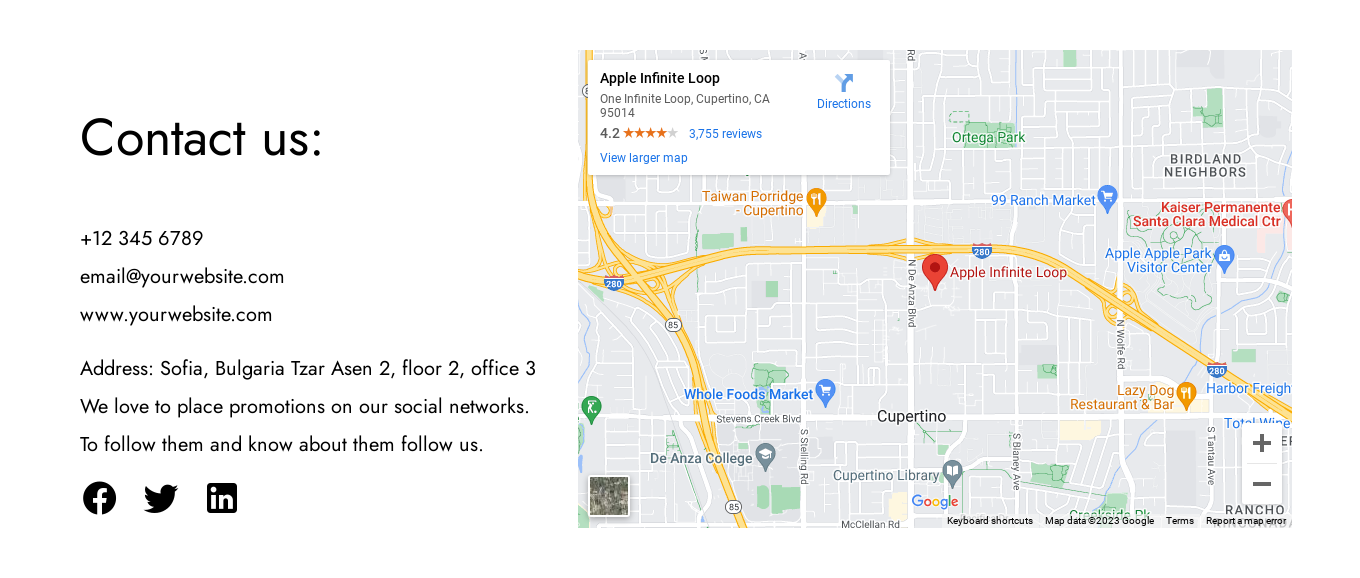 Contact us:
+12 345 6789
email@yourwebsite.com
www.yourwebsite.com
Address: Sofia, Bulgaria Tzar Asen 2, floor 2, office 3
We love to place promotions on our social networks.
To follow them and know about them follow us.
Apple Infinite Loop
One Infinite Loop, Cupertino, CA
95014
Directions
4.2
3,755 reviews
View larger map
Ortega Park
BIRDLAND
NEIGHBORS
Taiwan Porridge
- Cupertino
99 Ranch Market
Kaiser Permanente
Santa Clara Medical Ctr
Apple Apple Park
Visitor Center
280
280
Apple Infinite Loop
N De Anza Blvd
85
N Wolfe Rd
280
Whole Foods Market
Lazy Dog
Restaurant & Bar
Harbor Freight
Stevens Creek Blvd
Cupertino
Total Wine
De Anza College
S Stelling Rd
Cupertino Library
S Blaney Ave
S Tantau Ave
85
Google
Creekside Pk
RANCHO
McClellan Rd
Keyboard shortcuts
Map data ©2023 Google
Terms
Report a map error